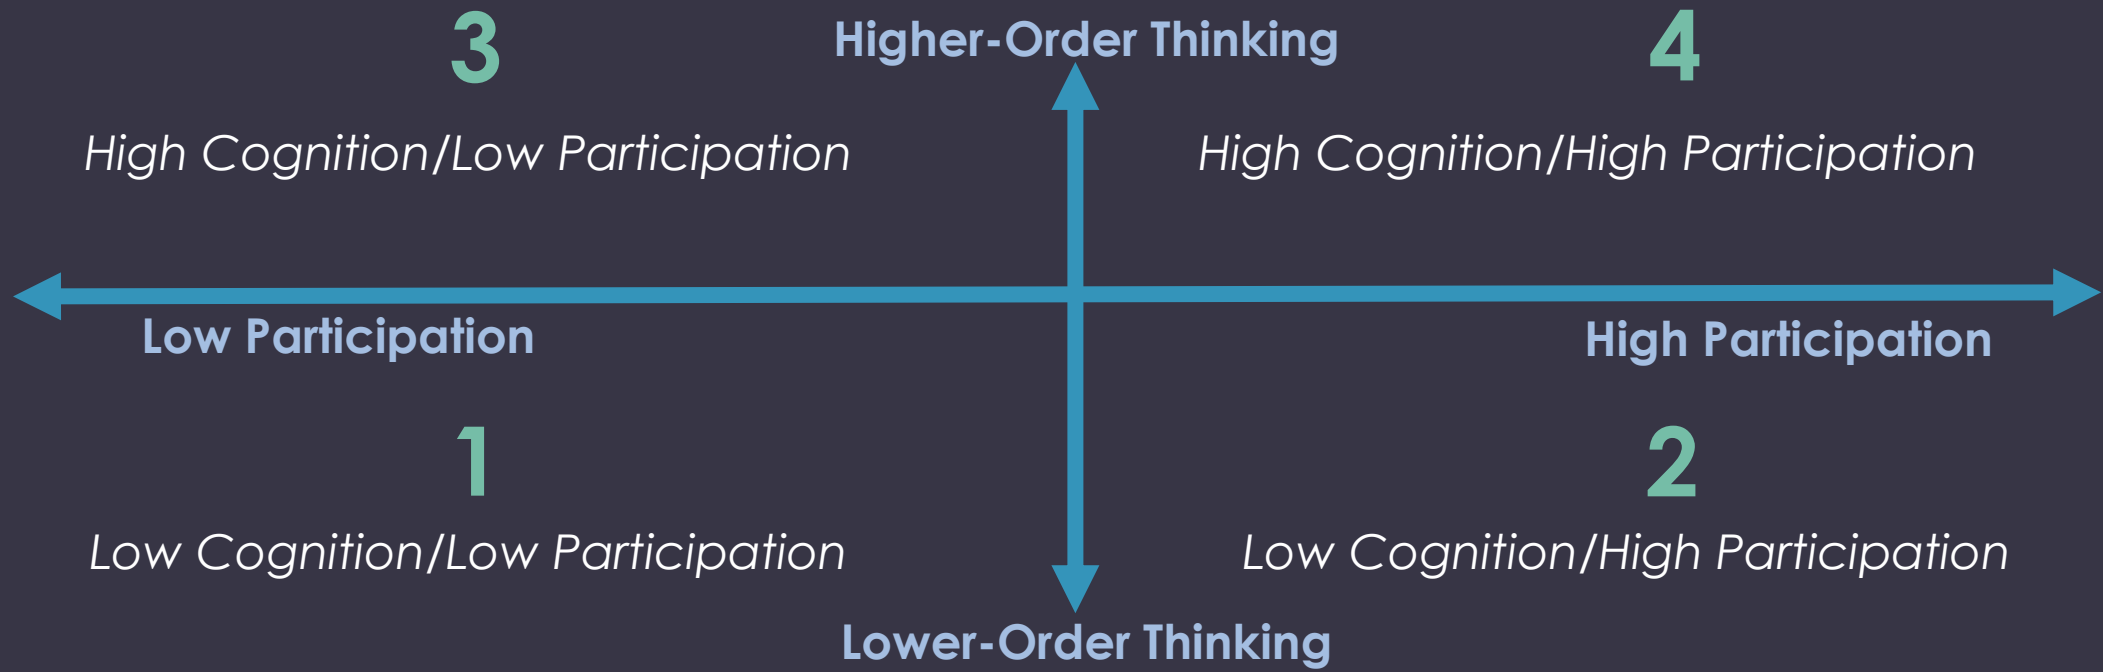 3
Higher-Order Thinking
4
High Cognition/Low Participation
High Cognition/High Participation
Low Participation
High Participation
1
2
Low Cognition/Low Participation
Low Cognition/High Participation
Lower-Order Thinking